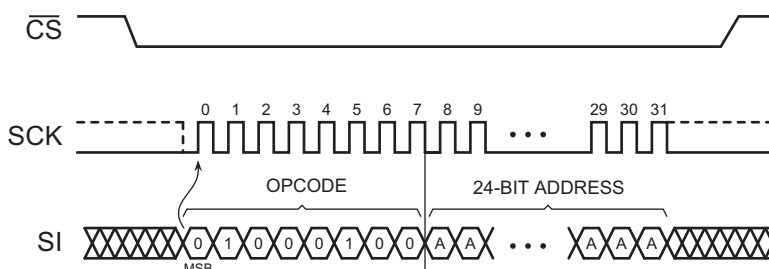 CS
0 1 2 3 4 5 6 7 8 9 29 30 31
SCK • • •
OPCODE 24-BIT ADDRESS
SI 0 1 0 0 0 1 0 0 A A • • • A A A
MSB